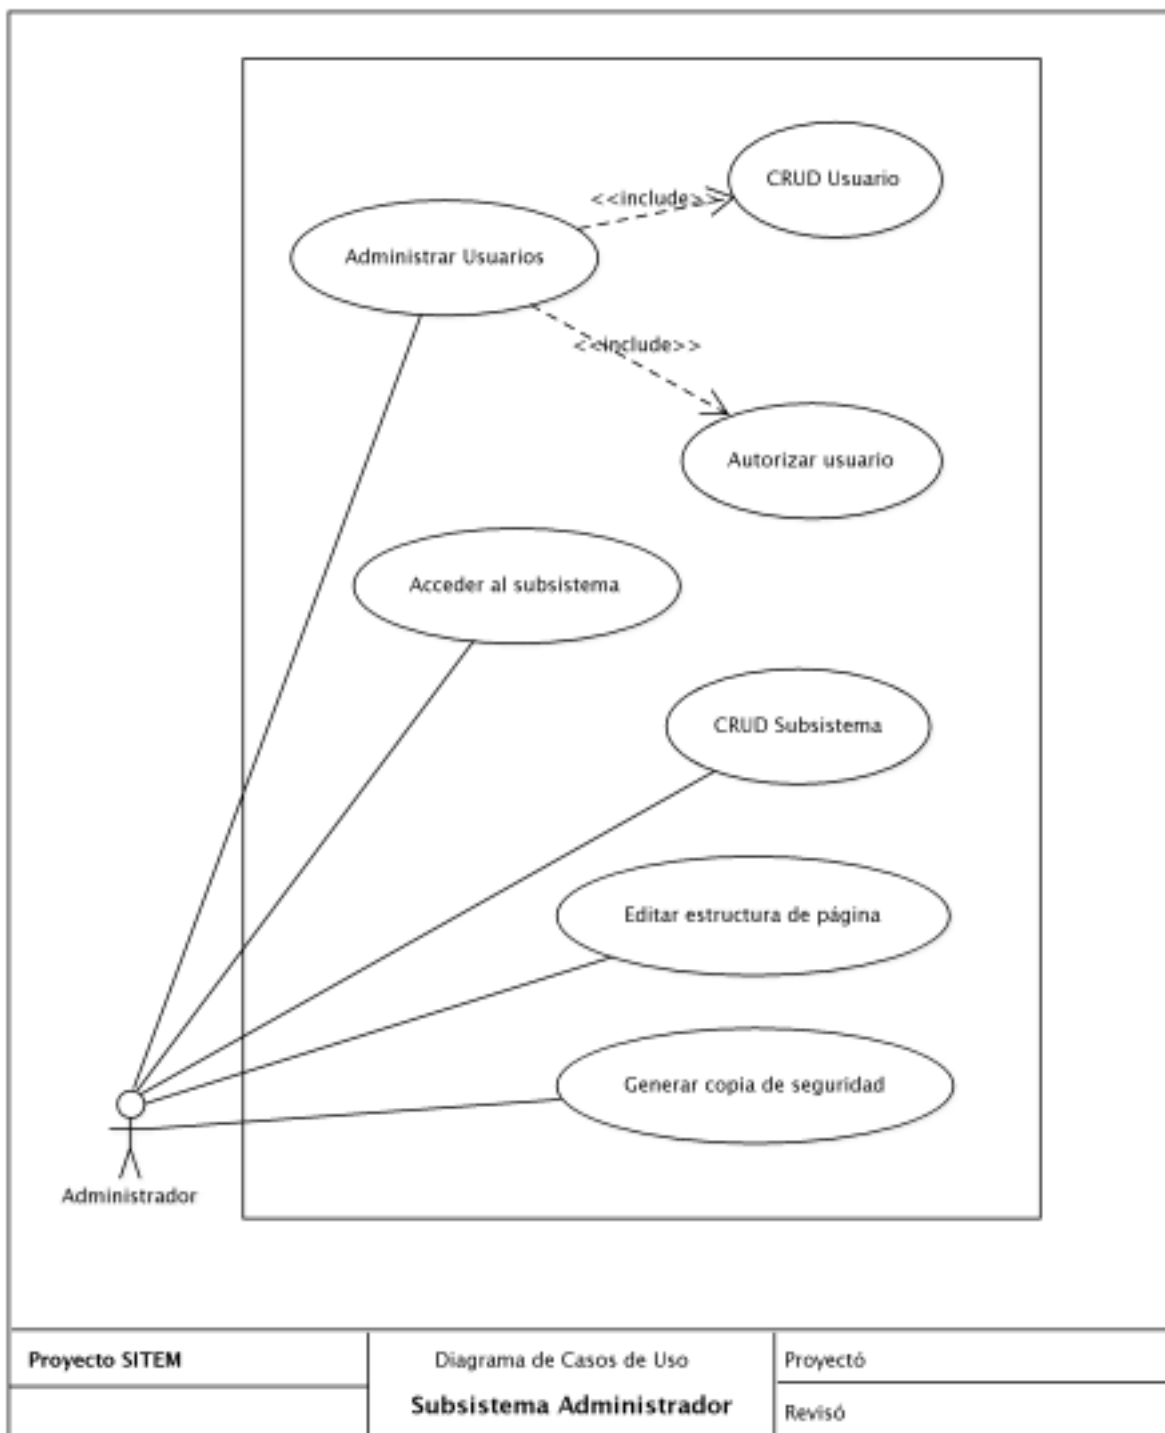 CRUD Usuario
<<include>>
Administrar Usuarios
<<include>>
Autorizar usuario
Acceder al subsistema
CRUD Subsistema
Editar estructura de página
Generar copia de seguridad
Administrador
Proyecto SITEM
Diagrama de Casos de Uso
Subsistema Administrador
Proyectó
Revisó